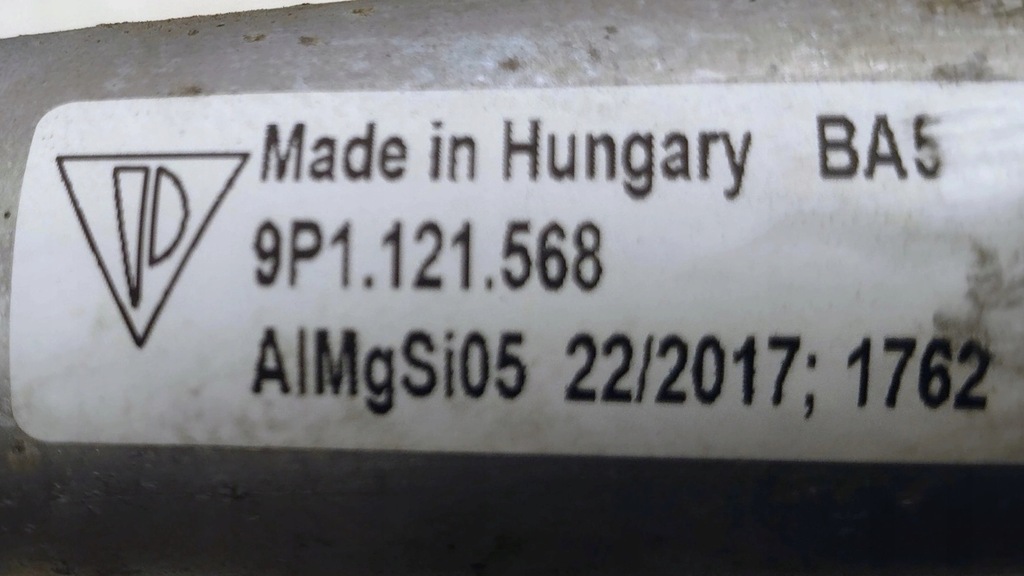 Made in Hungary BA5
9P1.121.568
AlMgSi05 22/2017; 1762